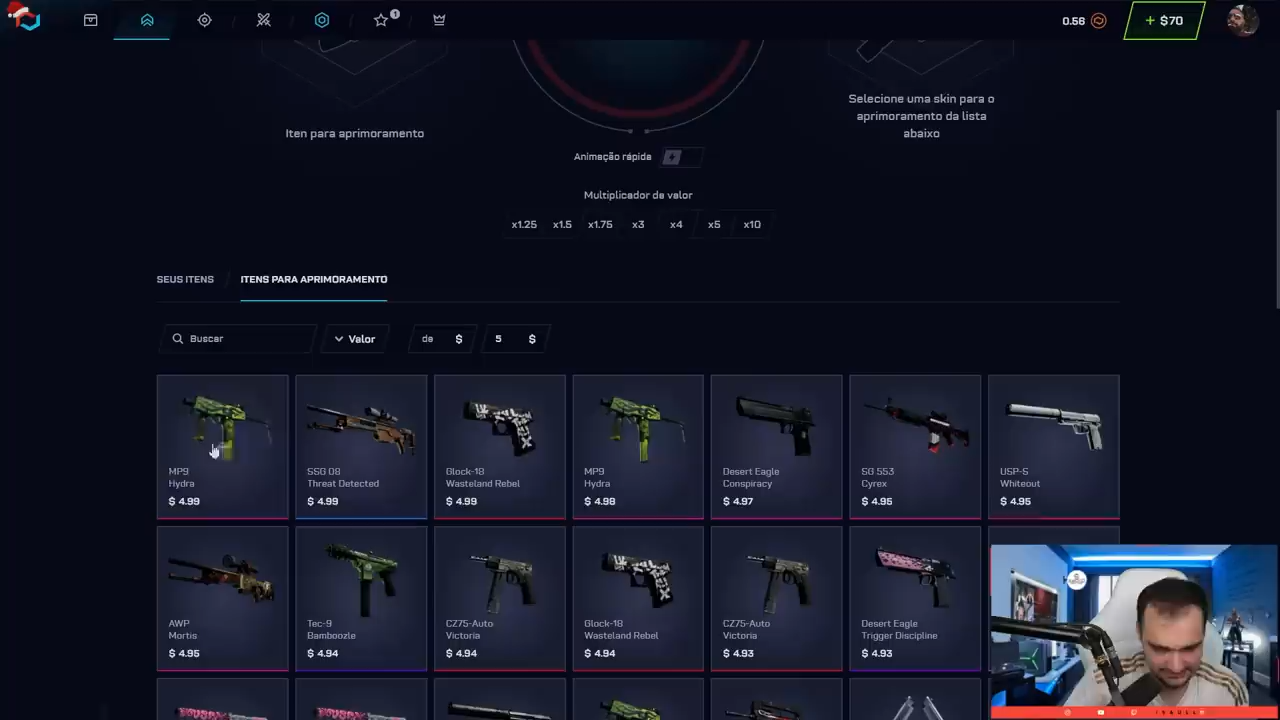 1
0.56
+ $70
Iten para aprimoramento
Selecione uma skin para o
aprimoramento da lista
abaixo
Animação rápida
Multiplicador de valor
x1.25 x1.5 x1.75 x3 x4 x5 x10
SEUS ITENS / ITENS PARA APRIMORAMENTO
Buscar
Valor
de $
5 $
MP9
Hydra
$ 4.99
SSG 08
Threat Detected
$ 4.99
Glock-18
Wasteland Rebel
$ 4.99
MP9
Hydra
$ 4.98
Desert Eagle
Conspiracy
$ 4.97
SG 553
Cyrex
$ 4.95
USP-S
Whiteout
$ 4.95
AWP
Mortis
$ 4.95
Tec-9
Bamboozle
$ 4.94
CZ75-Auto
Victoria
$ 4.94
Glock-18
Wasteland Rebel
$ 4.94
CZ75-Auto
Victoria
$ 4.93
Desert Eagle
Trigger Discipline
$ 4.93